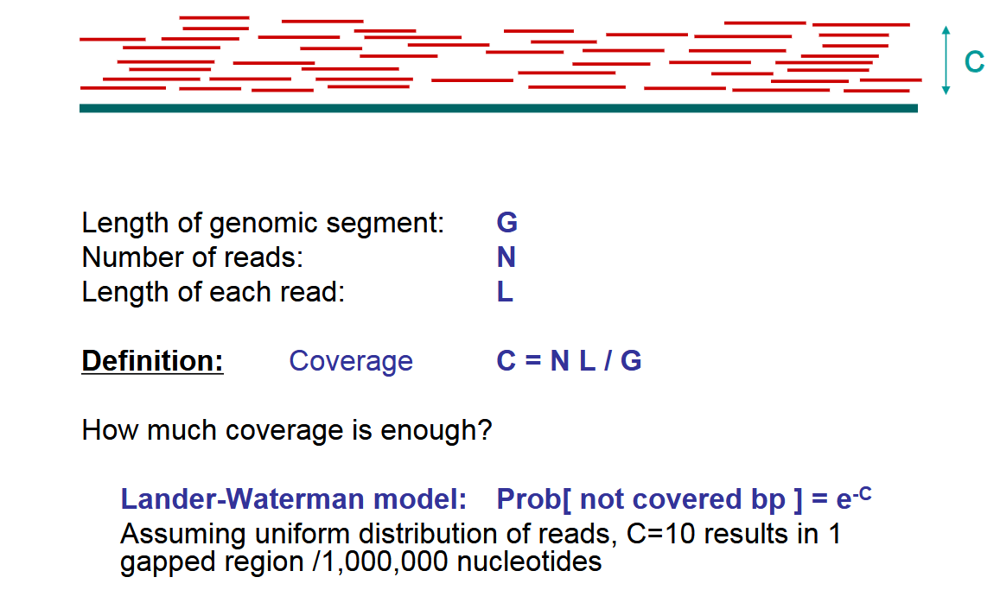 C
Length of genomic segment: G
Number of reads: N
Length of each read: L
Definition: Coverage C = N L / G
How much coverage is enough?
Lander-Waterman model: Prob[ not covered bp ] = e-C
Assuming uniform distribution of reads, C=10 results in 1
gapped region /1,000,000 nucleotides